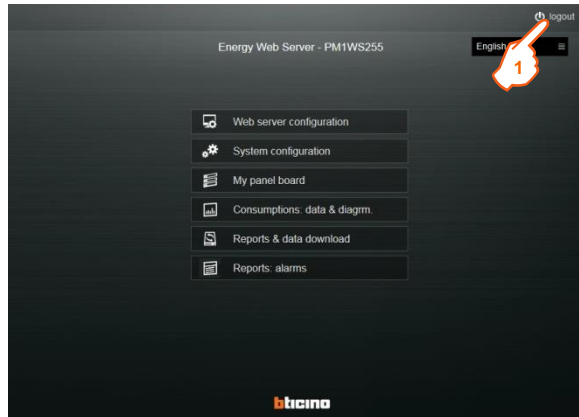 logout
Energy Web Server - PM1WS255
English
1
Web server configuration
System configuration
My panel board
Consumptions: data & diagrm.
Reports & data download
Reports: alarms
bticino